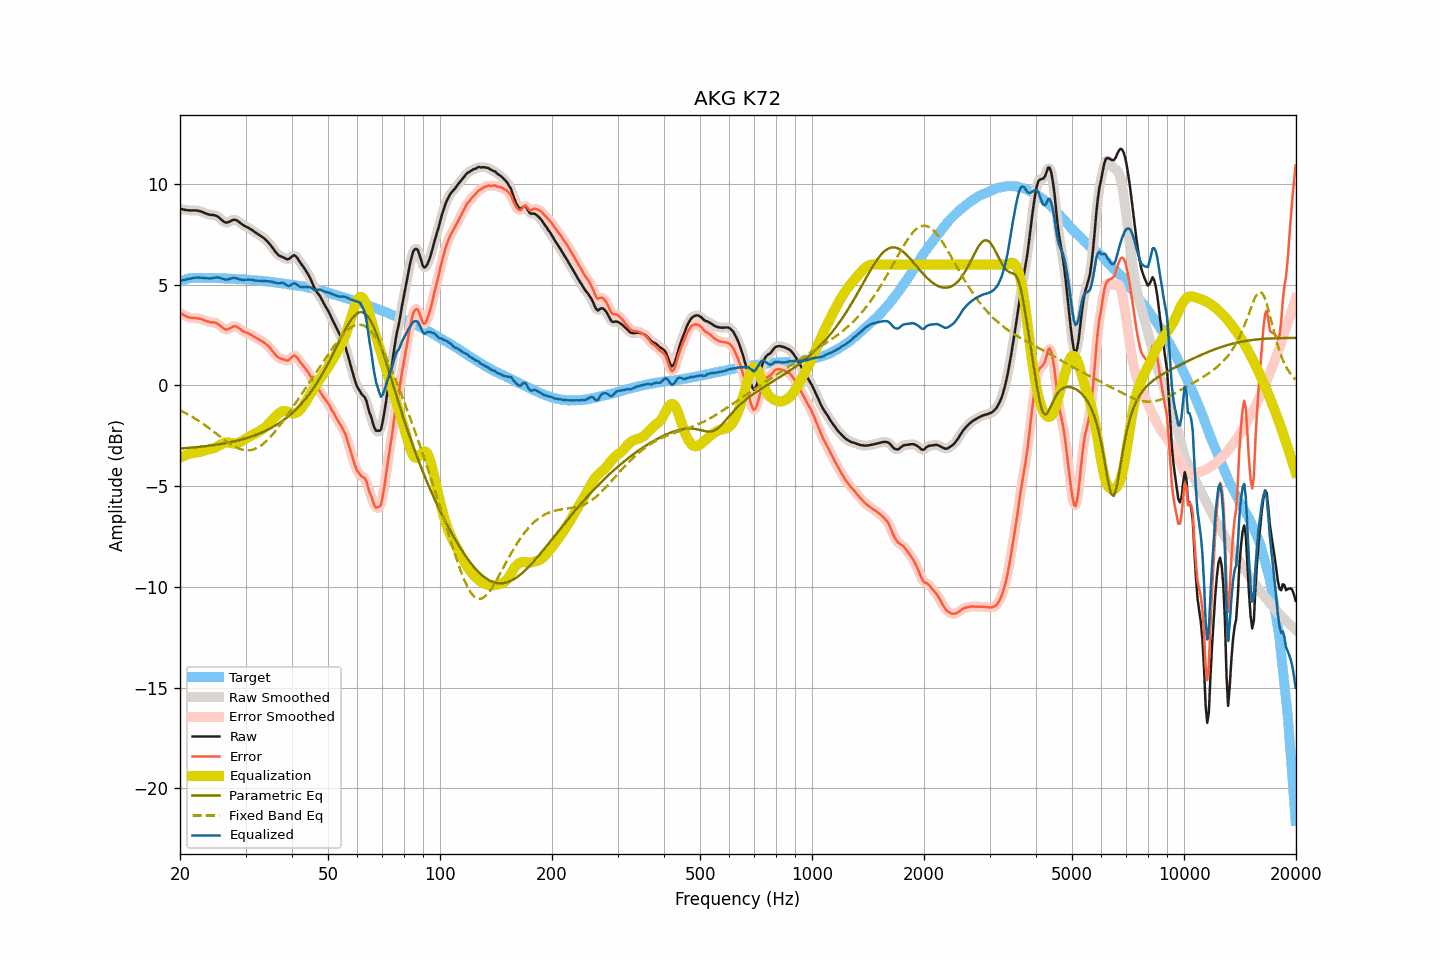 AKG K72
Amplitude (dBr)
10
5
0
−5
−10
−15
−20
Target
Raw Smoothed
Error Smoothed
Raw
Error
Equalization
Parametric Eq
Fixed Band Eq
Equalized
20 50 100 200 500 1000 2000 5000 10000 20000
Frequency (Hz)